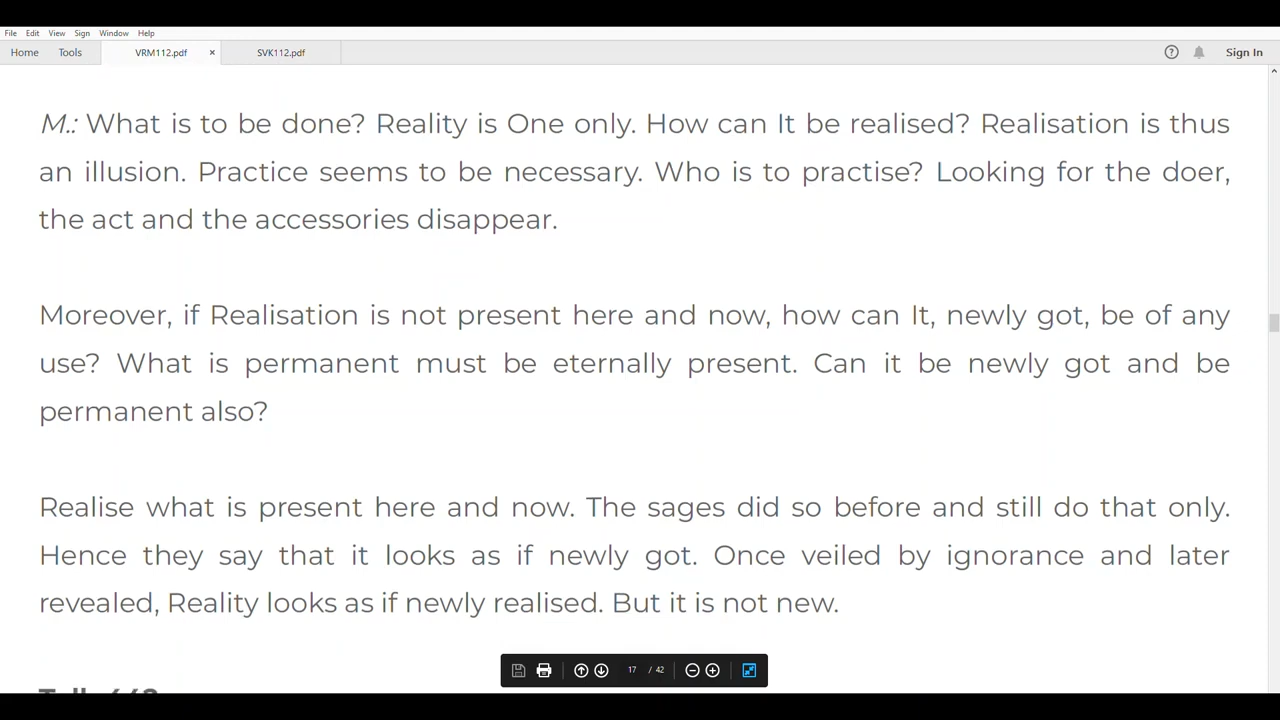 File Edit View Sign Window Help
Home Tools VRM112.pdf × SVK112.pdf Sign In
M.: What is to be done? Reality is One only. How can It be realised? Realisation is thus
an illusion. Practice seems to be necessary. Who is to practise? Looking for the doer,
the act and the accessories disappear.
Moreover, if Realisation is not present here and now, how can It, newly got, be of any
use? What is permanent must be eternally present. Can it be newly got and be
permanent also?
Realise what is present here and now. The sages did so before and still do that only.
Hence they say that it looks as if newly got. Once veiled by ignorance and later
revealed, Reality looks as if newly realised. But it is not new.
17 / 42